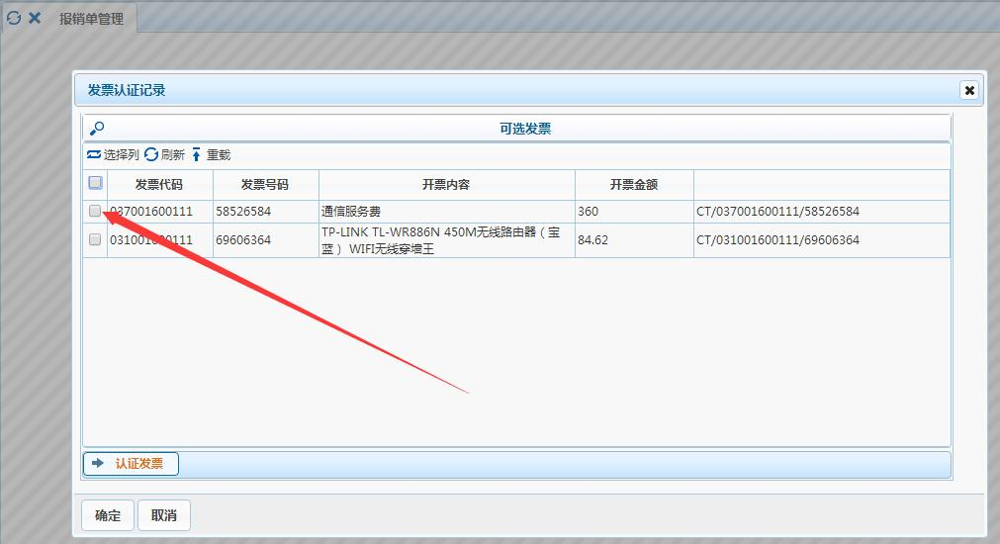 报销单管理
发票认证记录
可选发票
选择列 刷新 重载
发票代码 发票号码 开票内容 开票金额
037001600111 58526584 通信服务费 360 CT/037001600111/58526584
031001600111 69606364 TP-LINK TL-WR886N 450M无线路由器（宝 84.62 CT/031001600111/69606364
蓝） WIFI无线穿墙王
认证发票
确定 取消